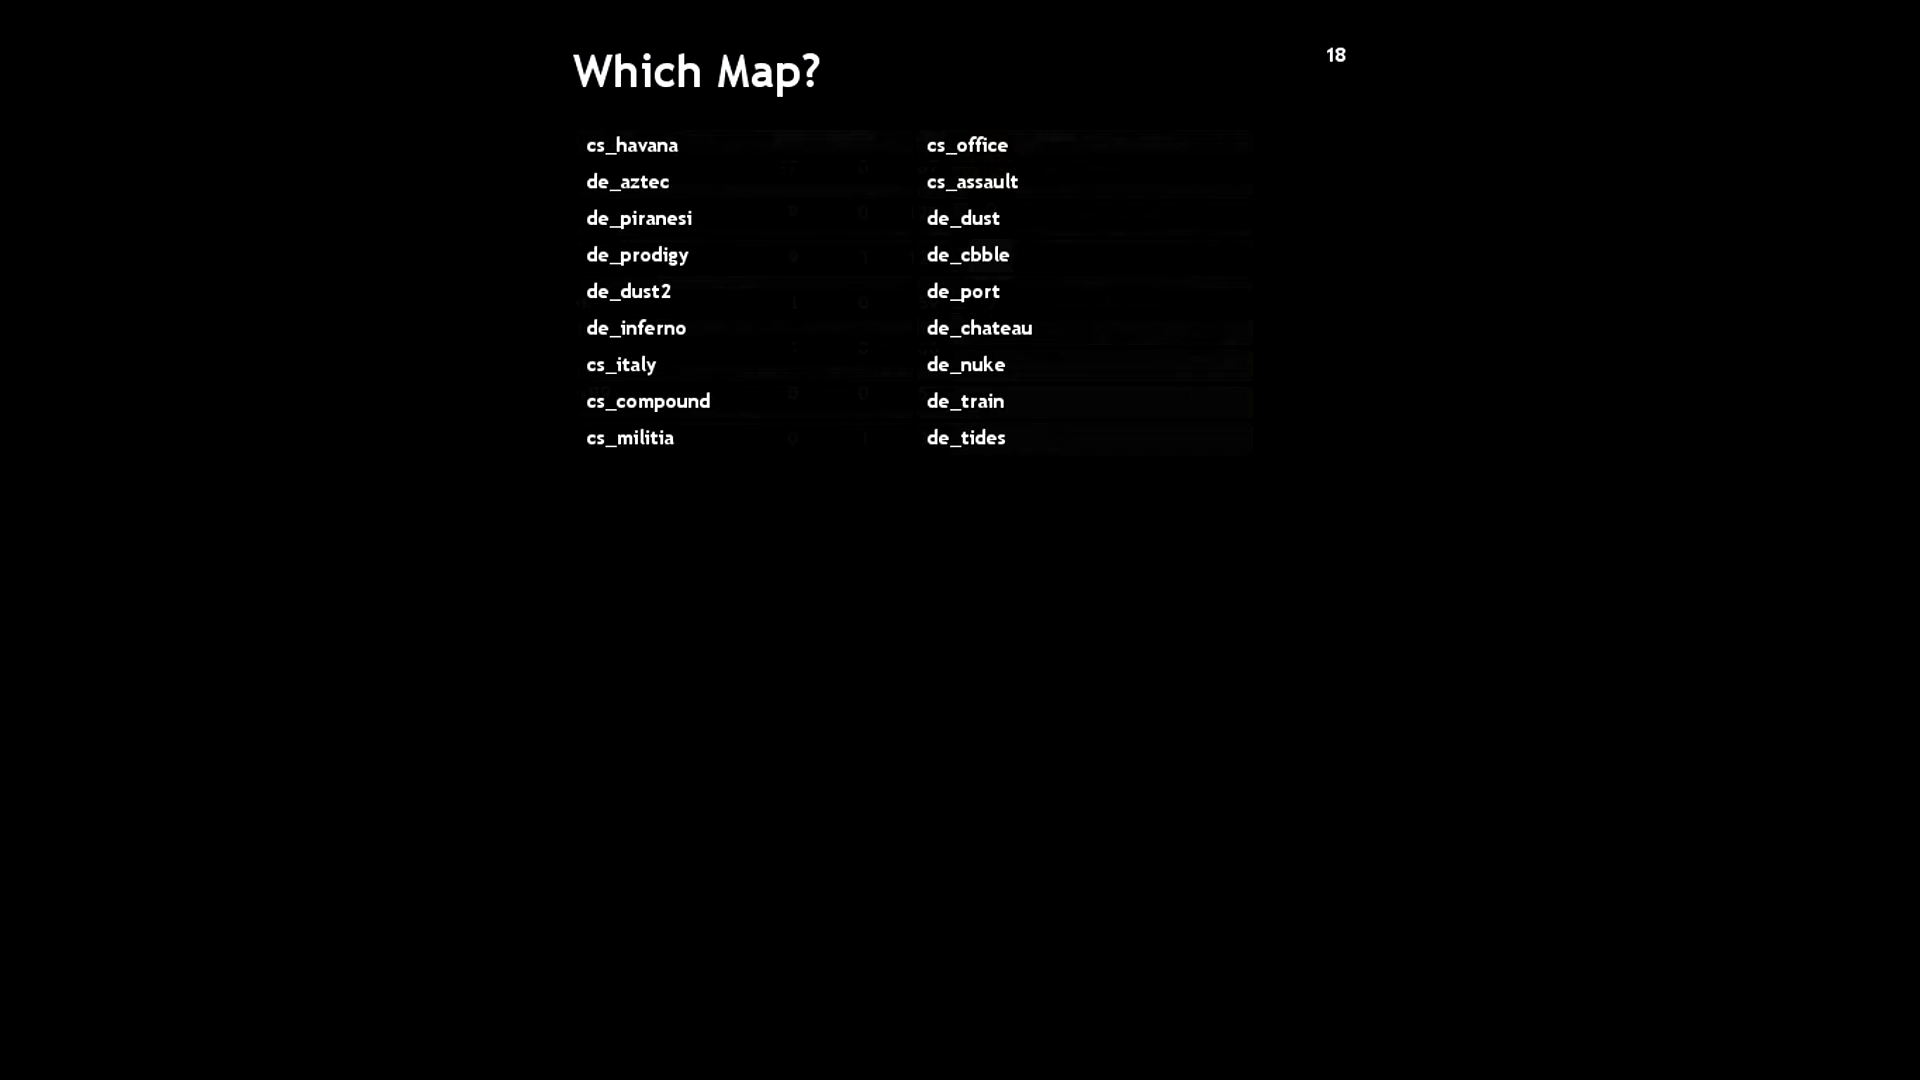 Which Map?
18
cs_havana
de_aztec
de_piranesi
de_prodigy
de_dust2
de_inferno
cs_italy
cs_compound
cs_militia
cs_office
cs_assault
de_dust
de_cbble
de_port
de_chateau
de_nuke
de_train
de_tides